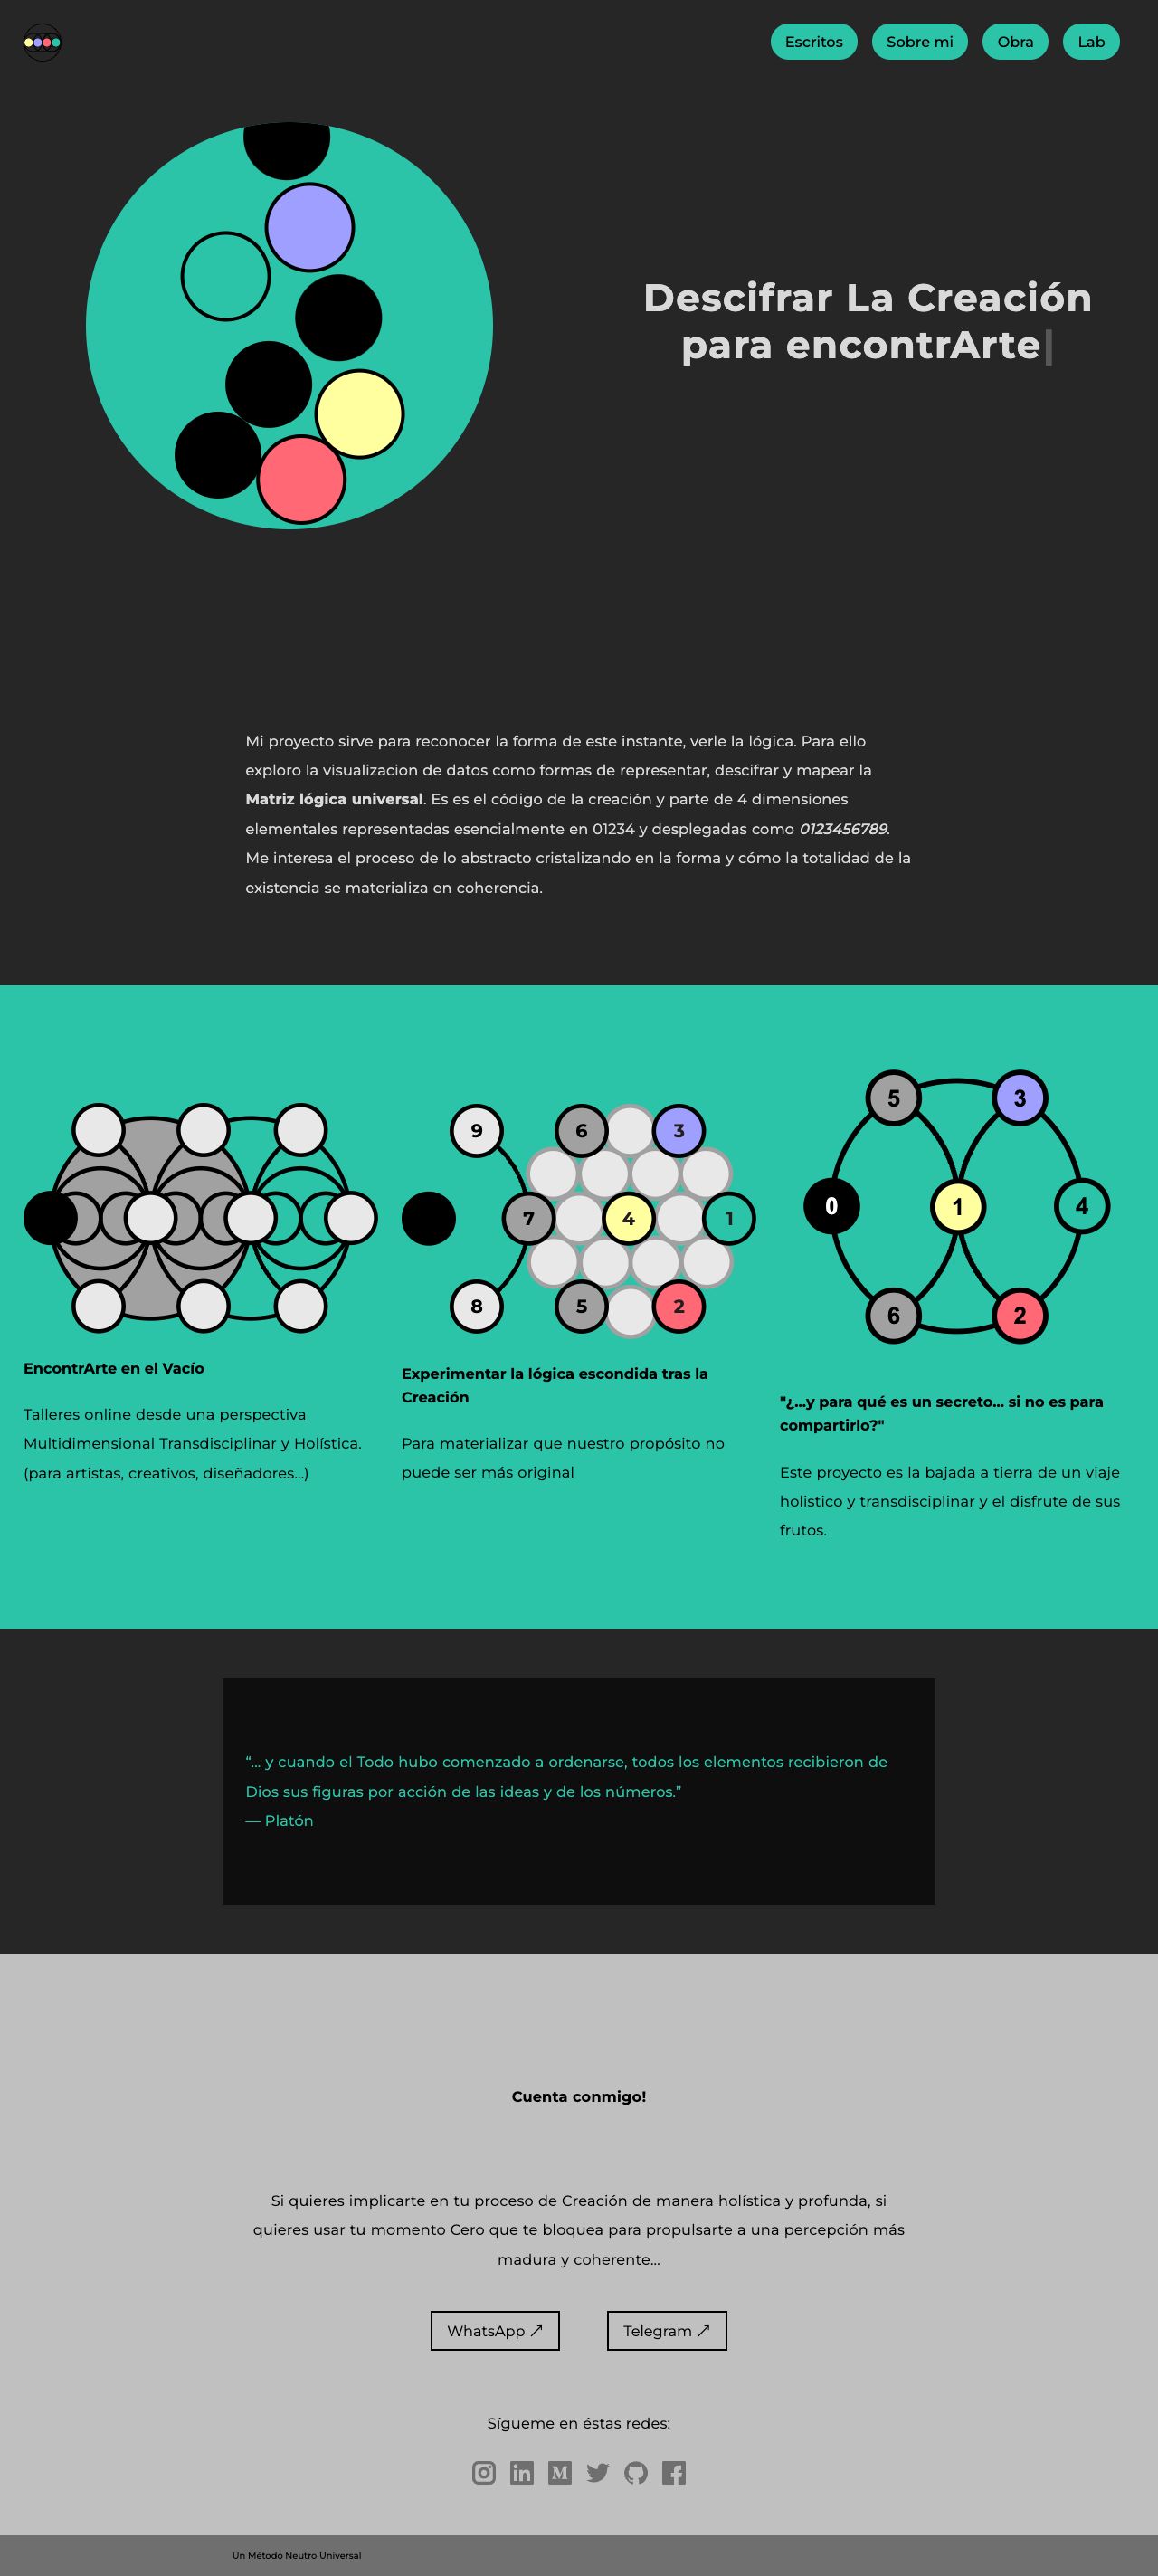 Escritos
Sobre mi
Obra
Lab
Descifrar La Creación
para encontrArte|
Mi proyecto sirve para reconocer la forma de este instante, verle la lógica. Para ello
exploro la visualizacion de datos como formas de representar, descifrar y mapear la
Matriz lógica universal. Es es el código de la creación y parte de 4 dimensiones
elementales representadas esencialmente en 01234 y desplegadas como 0123456789.
Me interesa el proceso de lo abstracto cristalizando en la forma y cómo la totalidad de la
existencia se materializa en coherencia.
EncontrArte en el Vacío
Talleres online desde una perspectiva
Multidimensional Transdisciplinar y Holística.
(para artistas, creativos, diseñadores...)
9 6 3
7 4 1
8 5 2
Experimentar la lógica escondida tras la
Creación
Para materializar que nuestro propósito no
puede ser más original
5 3
0 1 4
6 2
"¿...y para qué es un secreto... si no es para
compartirlo?"
Este proyecto es la bajada a tierra de un viaje
holistico y transdisciplinar y el disfrute de sus
frutos.
“... y cuando el Todo hubo comenzado a ordenarse, todos los elementos recibieron de
Dios sus figuras por acción de las ideas y de los números.”
— Platón
Cuenta conmigo!
Si quieres implicarte en tu proceso de Creación de manera holística y profunda, si
quieres usar tu momento Cero que te bloquea para propulsarte a una percepción más
madura y coherente...
WhatsApp ↗
Telegram ↗
Sígueme en éstas redes:
Un Método Neutro Universal